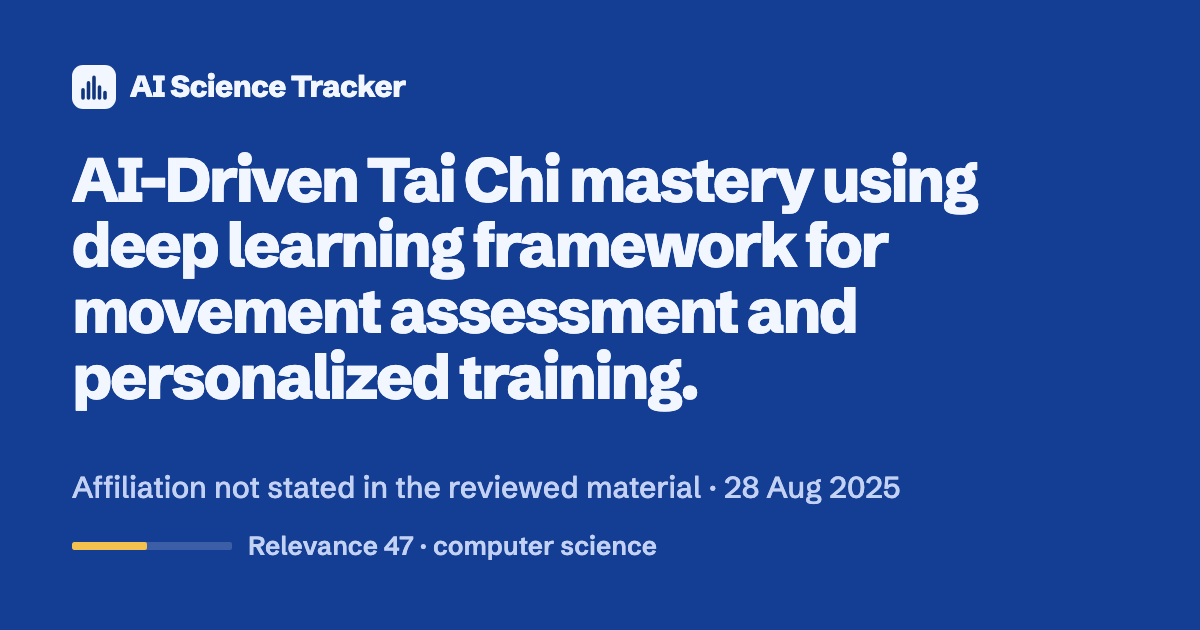 AI Science Tracker
AI-Driven Tai Chi mastery using
deep learning framework for
movement assessment and
personalized training.
Affiliation not stated in the reviewed material · 28 Aug 2025
Relevance 47 · computer science